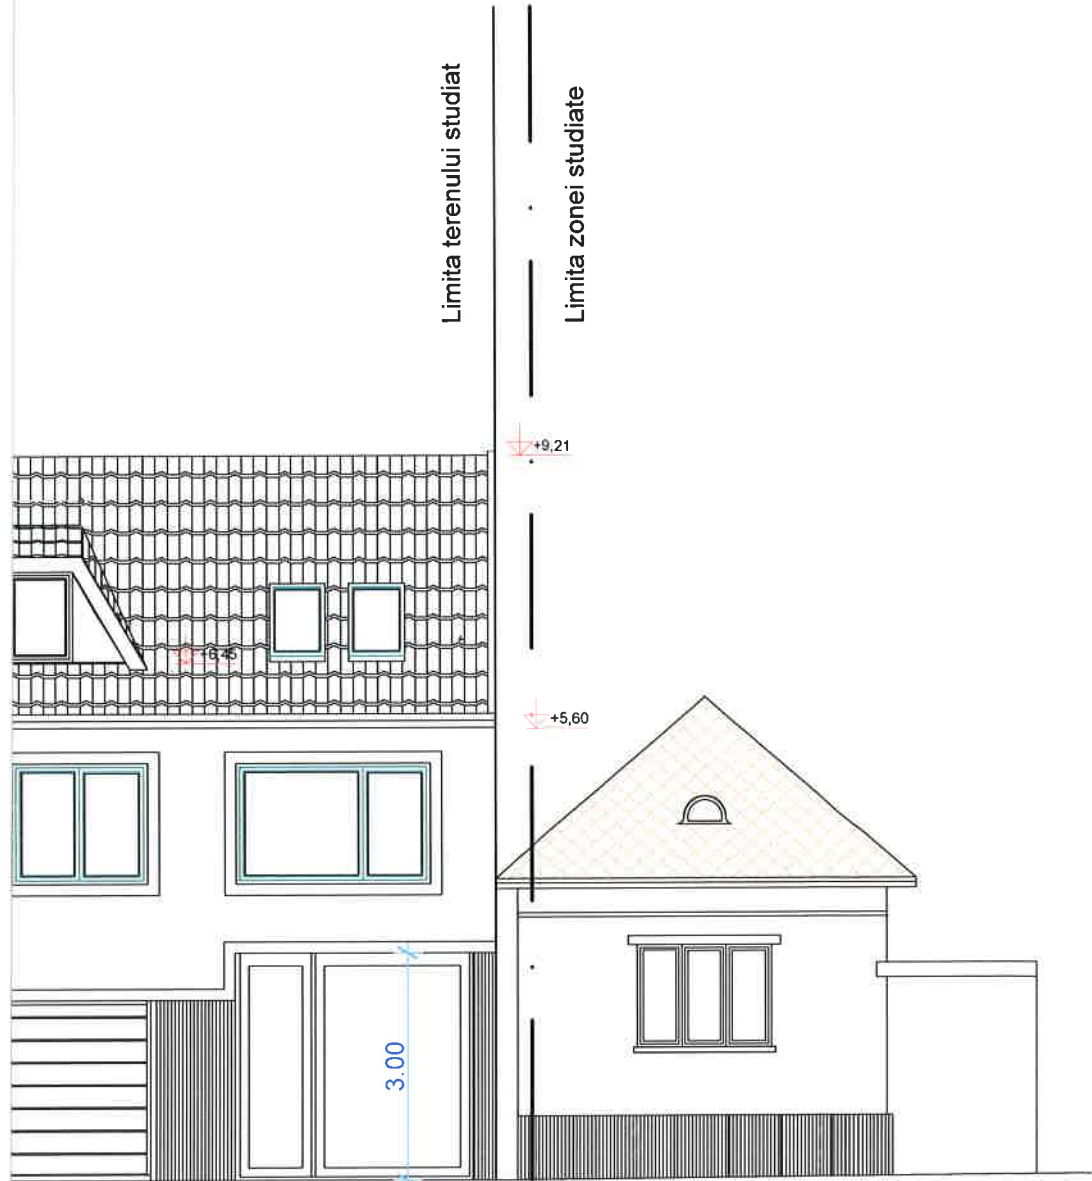 Limita terenului studiat
Limita zonei studiate
+9,21
+6,45
+5,60
3.00